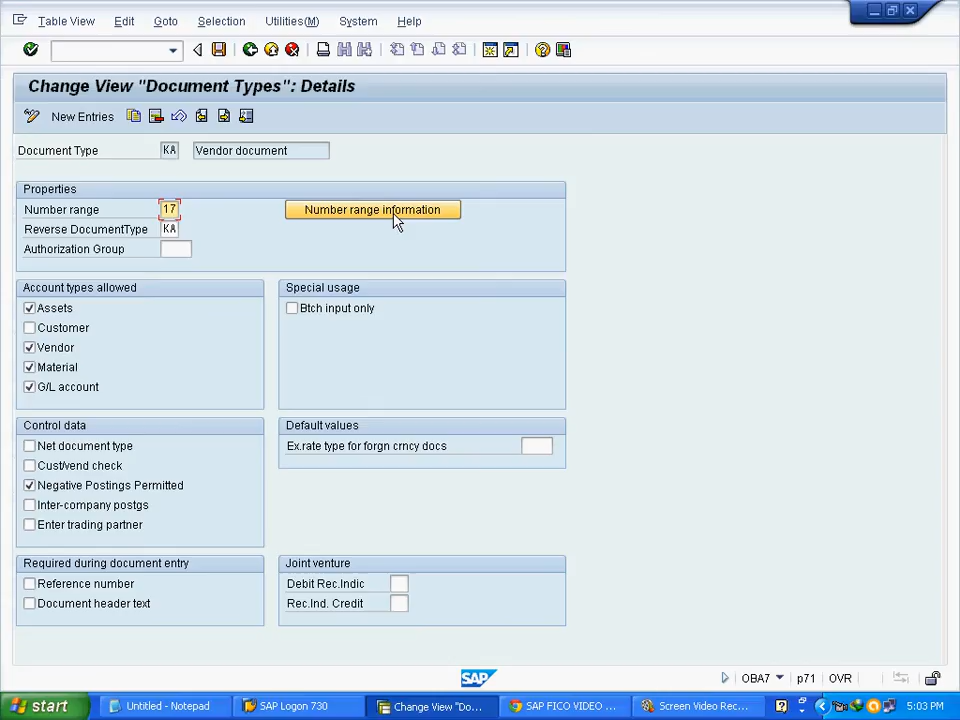 Table View Edit Goto Selection Utilities(M) System Help
Change View "Document Types": Details
New Entries
Document Type KA Vendor document
Properties
Number range 17 Number range information
Reverse DocumentType KA
Authorization Group
Account types allowed Special usage
Assets Btch input only
Customer
Vendor
Material
G/L account
Control data Default values
Net document type Ex.rate type for forgn crncy docs
Cust/vend check
Negative Postings Permitted
Inter-company postgs
Enter trading partner
Required during document entry Joint venture
Reference number Debit Rec.Indic
Document header text Rec.Ind. Credit
SAP OBA7 p71 OVR
start Untitled - Notepad SAP Logon 730 Change View "Do... SAP FICO VIDEO ... Screen Video Rec... 5:03 PM